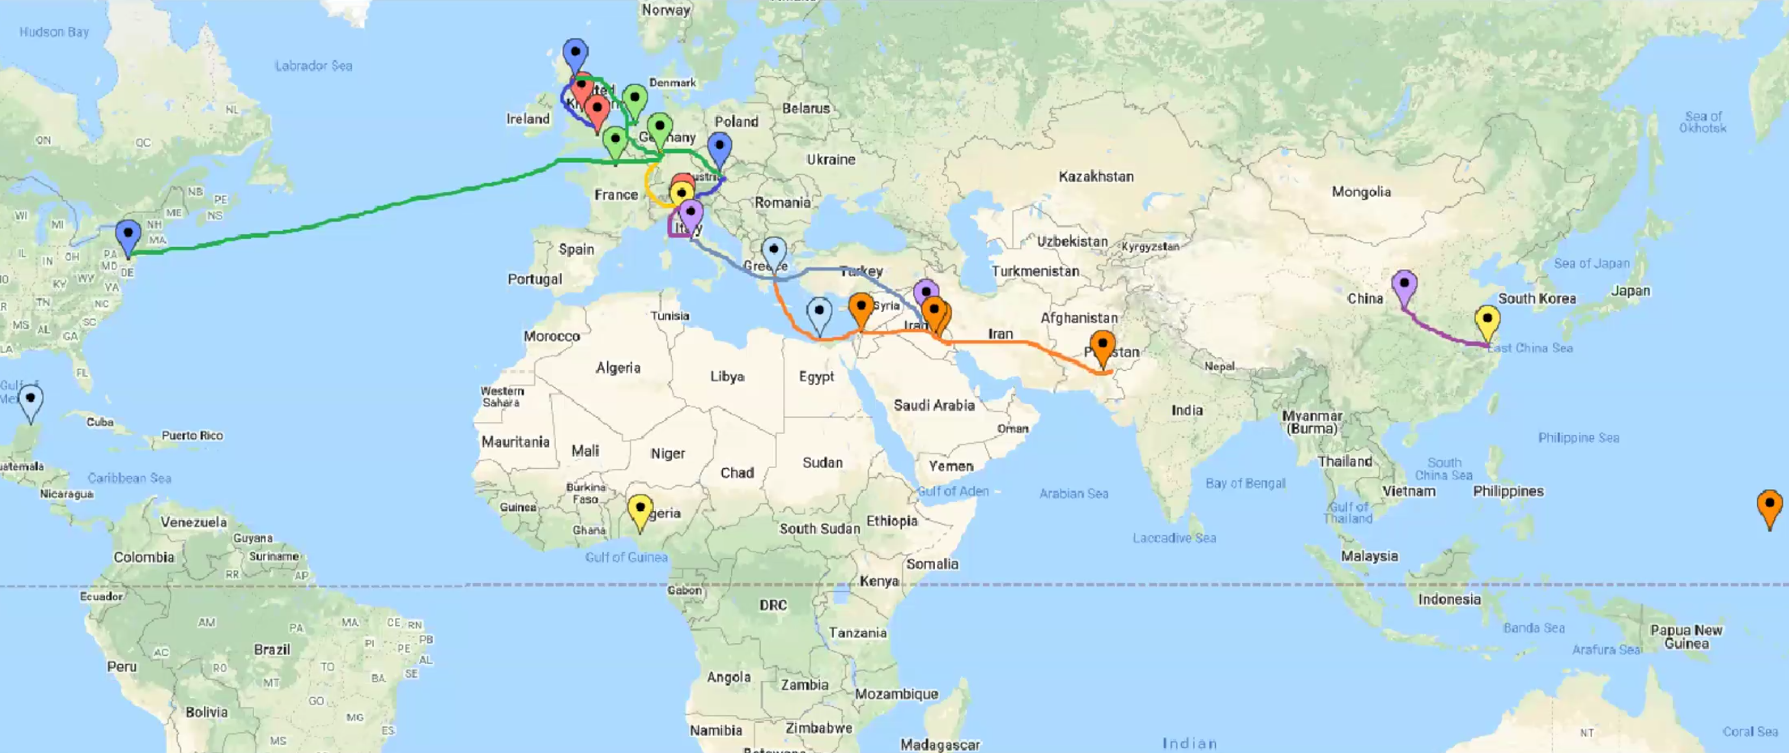 Norway
Hudson Bay
Labrador Sea
Denmark
Ireland
Belarus
Poland
NL
ON
QC
Sea of
Okhotsk
Ukraine
Kazakhstan
Mongolia
France
Romania
NB
PE
ME
NS
WI
MI
NH
MA
Italy
Spain
Portugal
Greece
Turkey
Uzbekistan
Kyrgyzstan
Turkmenistan
Sea of Japan
IL
IN
OH
PA
MD
DE
WV
KY
VA
TN
NC
MS
AL
SC
GA
LA
FL
China
South Korea
Japan
Syria
Iraq
Iran
Afghanistan
Tunisia
Morocco
East China Sea
Nepal
Algeria
Libya
Egypt
Western
Sahara
Saudi Arabia
India
Myanmar
(Burma)
Oman
Cuba
Puerto Rico
Philippine Sea
Mauritania
Mali
Niger
Chad
Sudan
Yemen
Thailand
South
China Sea
Caribbean Sea
Nicaragua
Burkina
Faso
Gulf of Aden
Arabian Sea
Bay of Bengal
Vietnam
Philippines
Guinea
Ghana
South Sudan
Ethiopia
Gulf of
Thailand
Venezuela
Guyana
Suriname
Colombia
Gulf of Guinea
Somalia
Laccadive Sea
Malaysia
RR
AP
Kenya
Gabon
Ecuador
DRC
Indonesia
AM
PA
MA
CE
RN
PB
PI
PE
AL
SE
Tanzania
Banda Sea
Papua New
Guinea
Arafura Sea
AC
RO
Brazil
TO
BA
Peru
MT
Angola
Zambia
Mozambique
GO
Bolivia
MG
ES
MS
Namibia
Zimbabwe
Madagascar
Indian
NT
Coral Sea